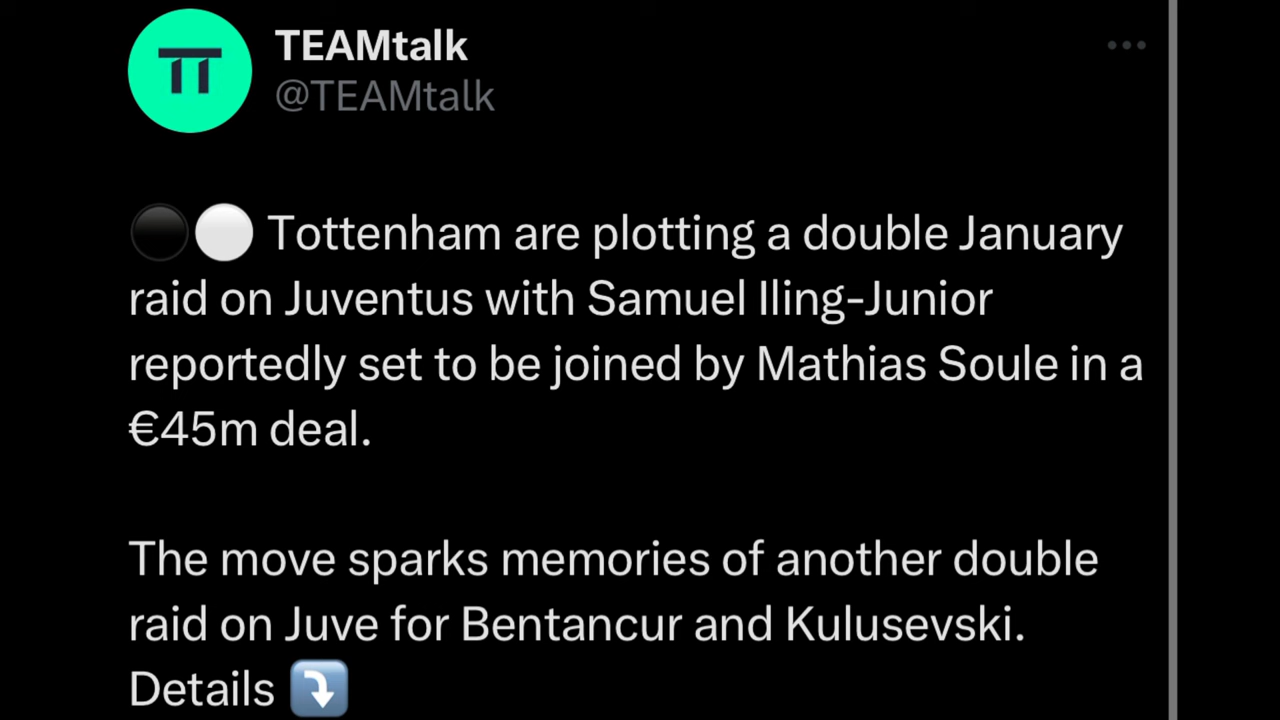 TEAMtalk
@TEAMtalk
⚫⚪ Tottenham are plotting a double January
raid on Juventus with Samuel Iling-Junior
reportedly set to be joined by Mathias Soule in a
€45m deal.
The move sparks memories of another double
raid on Juve for Bentancur and Kulusevski.
Details ⤵️